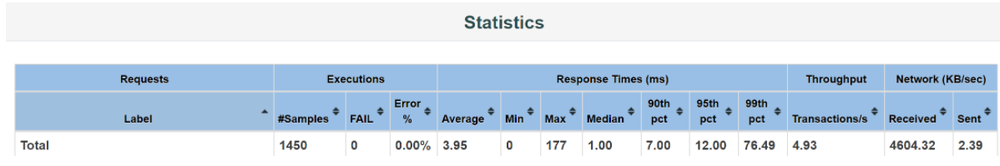 Statistics
Requests Executions Response Times (ms) Throughput Network (KB/sec)
Label #Samples FAIL Error % Average Min Max Median 90th pct 95th pct 99th pct Transactions/s Received Sent
Total 1450 0 0.00% 3.95 0 177 1.00 7.00 12.00 76.49 4.93 4604.32 2.39